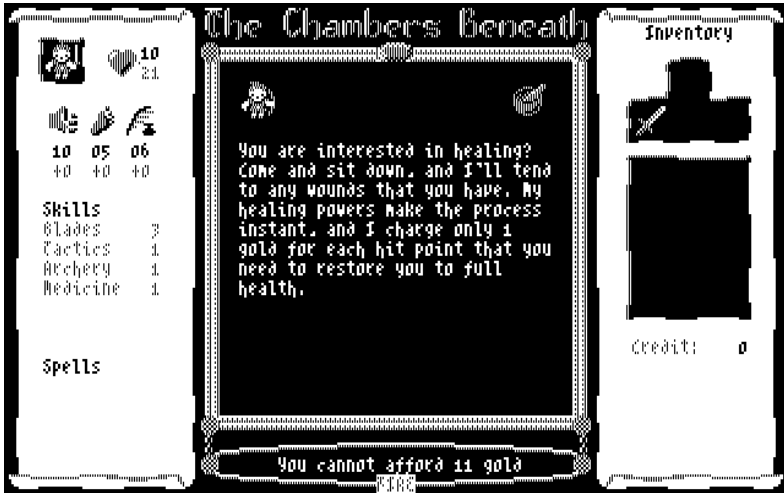 The Chambers Beneath
10
21
10 05 06
+0 +0 +0
Skills
Blades 3
Tactics 1
Archery 1
Medicine 1
Spells
You are interested in healing?
Come and sit down, and I'll tend
to any wounds that you have. My
healing powers make the process
instant, and I charge only 1
gold for each hit point that you
need to restore you to full
health.
You cannot afford 11 gold
FIRE
Inventory
Credit: 0